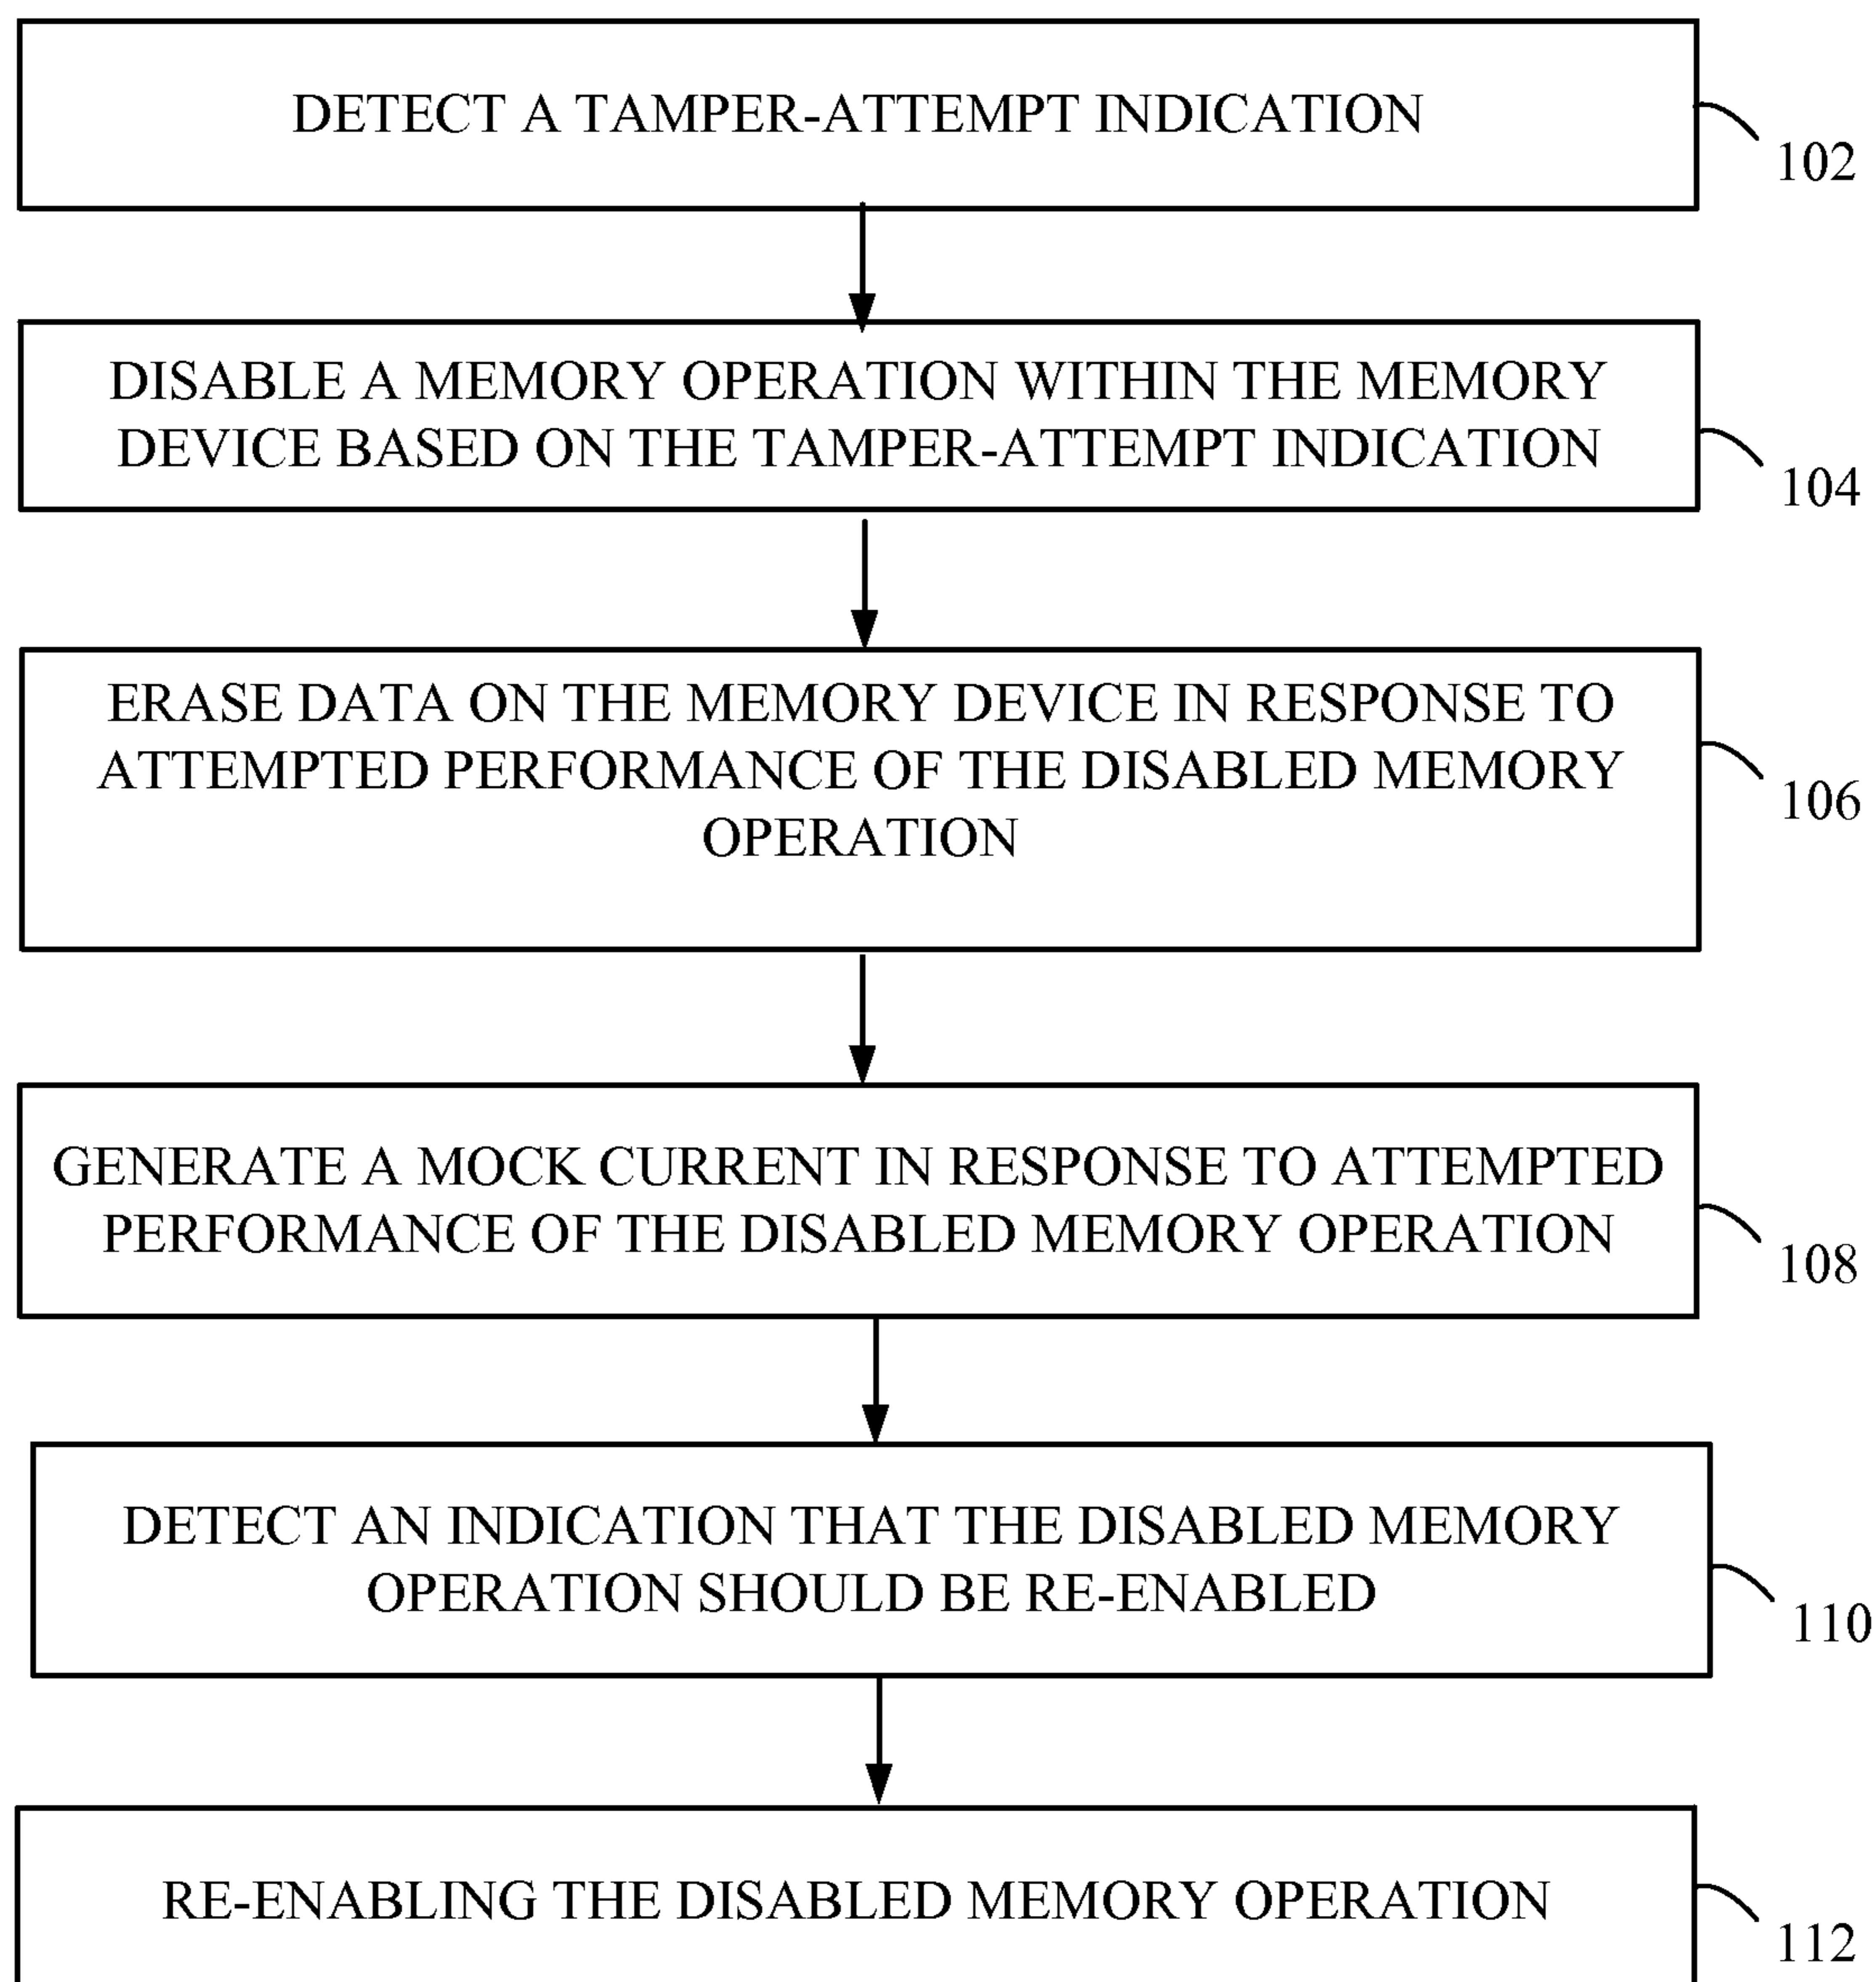 DETECT A TAMPER-ATTEMPT INDICATION
102
DISABLE A MEMORY OPERATION WITHIN THE MEMORY
DEVICE BASED ON THE TAMPER-ATTEMPT INDICATION
104
ERASE DATA ON THE MEMORY DEVICE IN RESPONSE TO
ATTEMPTED PERFORMANCE OF THE DISABLED MEMORY
OPERATION
106
GENERATE A MOCK CURRENT IN RESPONSE TO ATTEMPTED
PERFORMANCE OF THE DISABLED MEMORY OPERATION
108
DETECT AN INDICATION THAT THE DISABLED MEMORY
OPERATION SHOULD BE RE-ENABLED
110
RE-ENABLING THE DISABLED MEMORY OPERATION
112